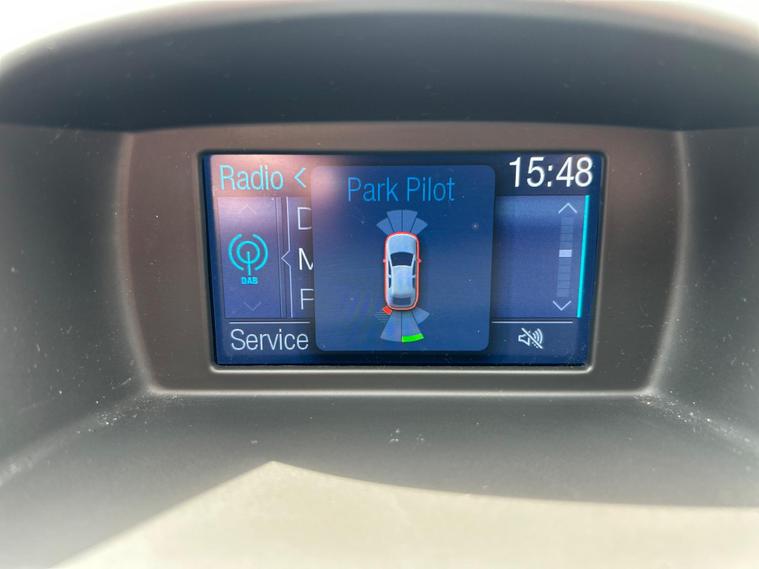 Radio
15:48
Park Pilot
D
M
DAB
F
Service